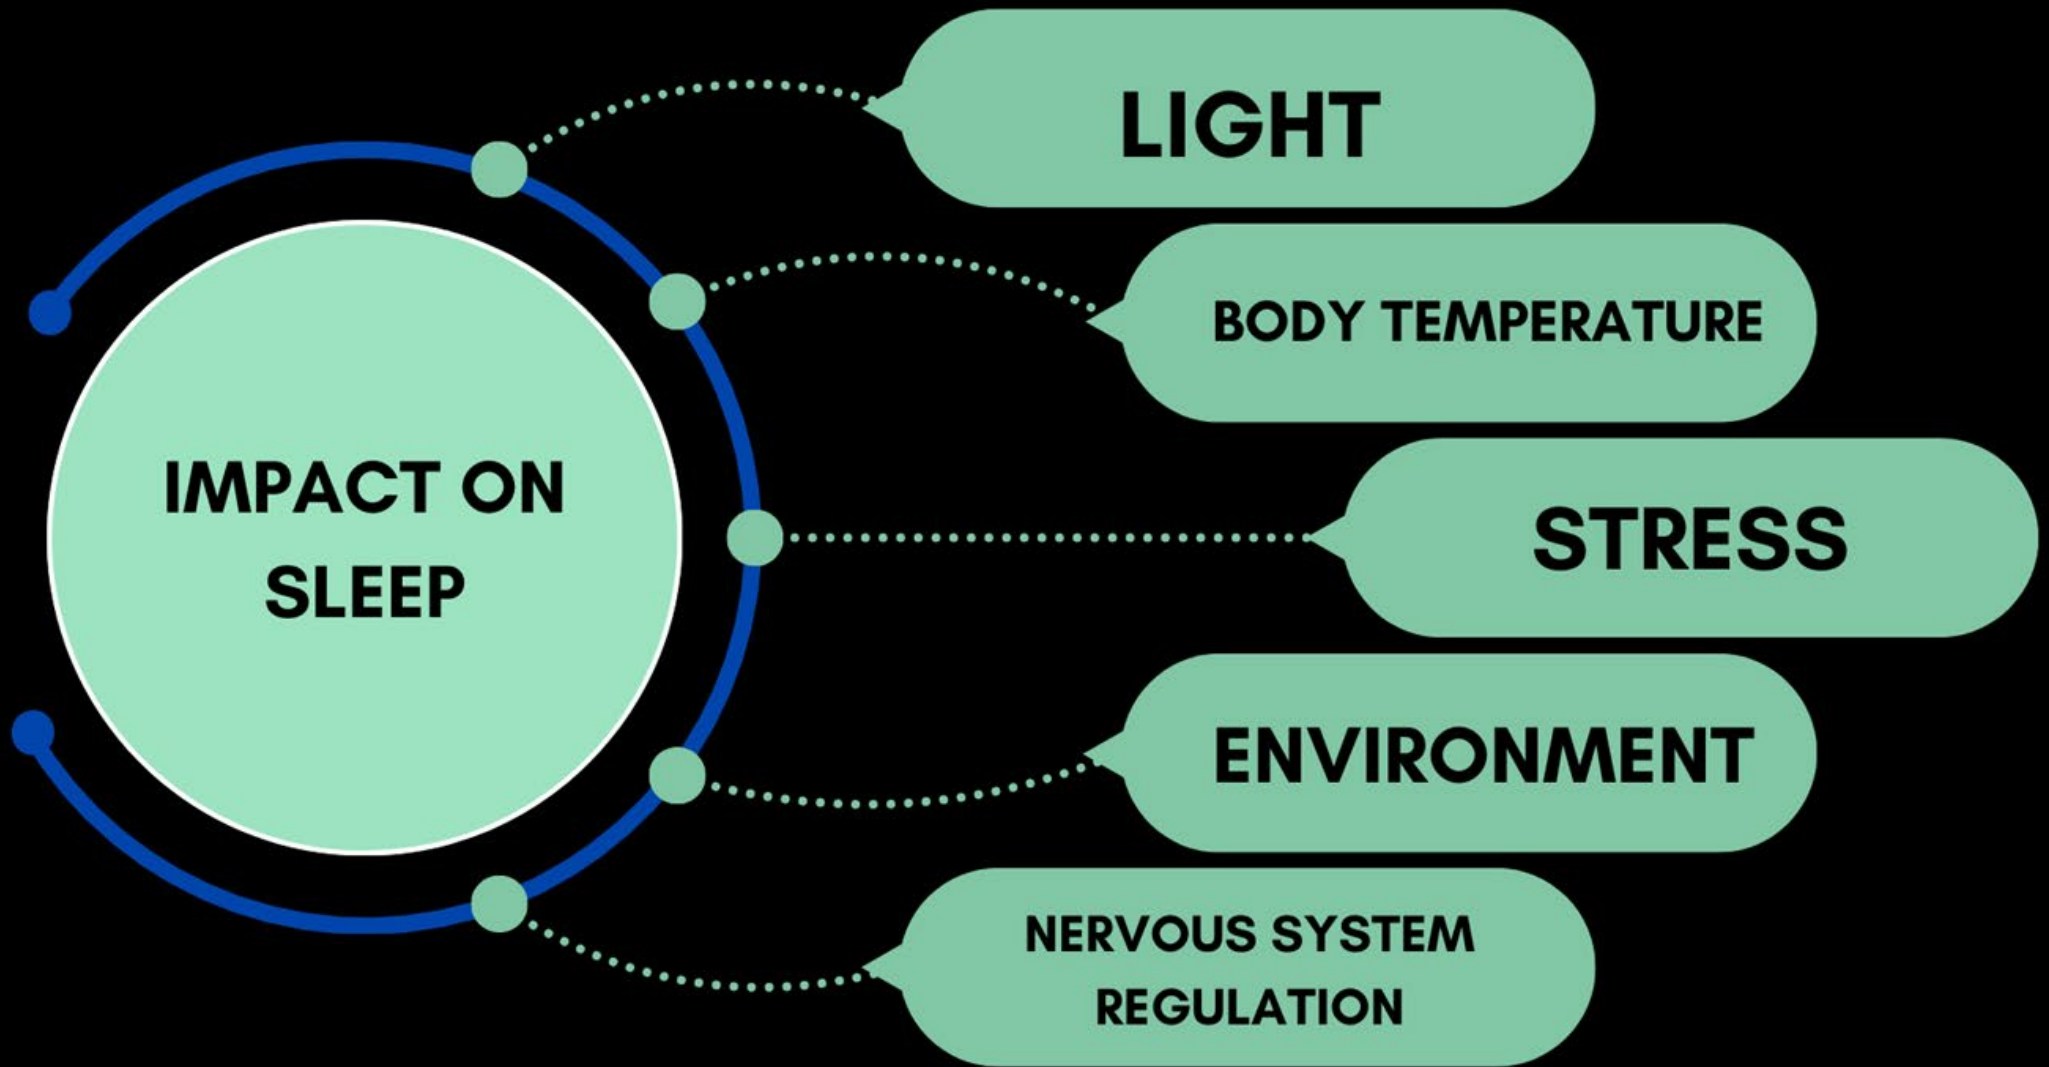 IMPACT ON
SLEEP
LIGHT
BODY TEMPERATURE
STRESS
ENVIRONMENT
NERVOUS SYSTEM
REGULATION